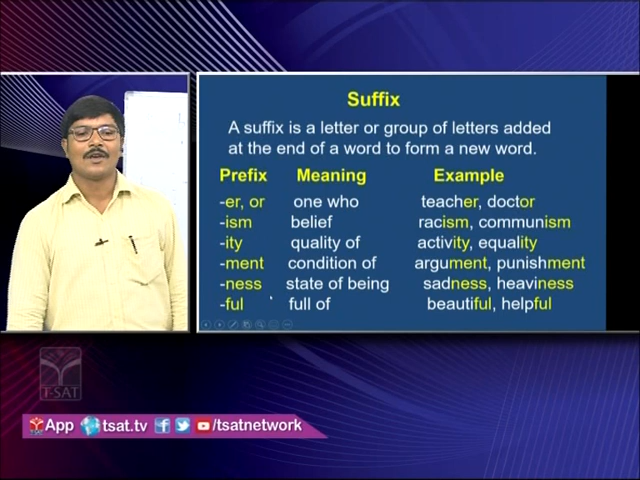 Suffix
A suffix is a letter or group of letters added
at the end of a word to form a new word.
Prefix Meaning Example
-er, or one who teacher, doctor
-ism belief racism, communism
-ity quality of activity, equality
-ment condition of argument, punishment
-ness state of being sadness, heaviness
-ful full of beautiful, helpful
T-SAT
App tsat.tv /tsatnetwork